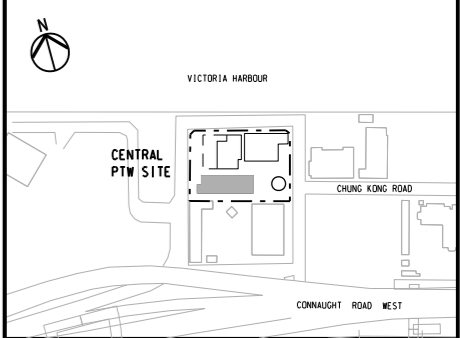 N
VICTORIA HARBOUR
CENTRAL
PTW SITE
CHUNG KONG ROAD
CONNAUGHT ROAD WEST